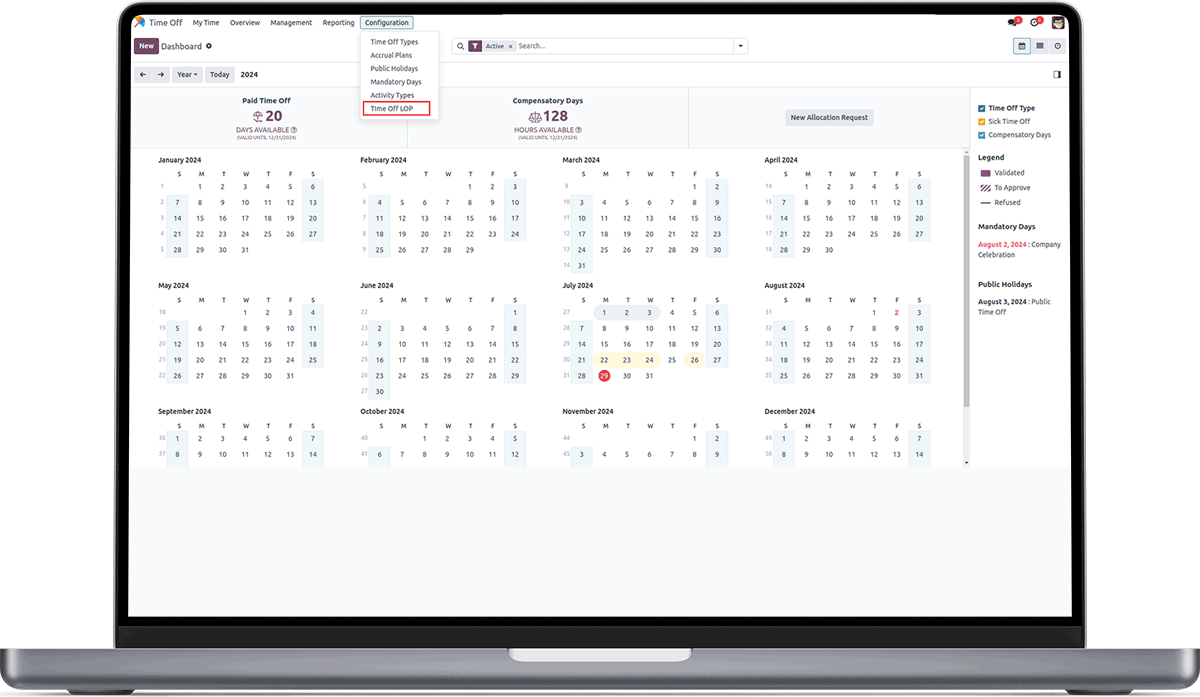 Time Off My Time Overview Management Reporting Configuration 5 9
New Dashboard Active × Search...
Time Off Types
Accrual Plans
Public Holidays
Mandatory Days
Activity Types
Time Off LOP
Year Today 2024
Paid Time Off
20
DAYS AVAILABLE
(VALID UNTIL 12/31/2024)
Compensatory Days
128
HOURS AVAILABLE
(VALID UNTIL 12/31/2024)
New Allocation Request
Time Off Type
Sick Time Off
Compensatory Days
Legend
Validated
To Approve
Refused
Mandatory Days
August 2, 2024 : Company
Celebration
Public Holidays
August 3, 2024 : Public
Time Off
January 2024
S M T W T F S
1 1 2 3 4 5 6
2 7 8 9 10 11 12 13
3 14 15 16 17 18 19 20
4 21 22 23 24 25 26 27
5 28 29 30 31
February 2024
S M T W T F S
5 1 2 3
6 4 5 6 7 8 9 10
7 11 12 13 14 15 16 17
8 18 19 20 21 22 23 24
9 25 26 27 28 29
March 2024
S M T W T F S
9 1 2
10 3 4 5 6 7 8 9
11 10 11 12 13 14 15 16
12 17 18 19 20 21 22 23
13 24 25 26 27 28 29 30
14 31
April 2024
S M T W T F S
14 1 2 3 4 5 6
15 7 8 9 10 11 12 13
16 14 15 16 17 18 19 20
17 21 22 23 24 25 26 27
18 28 29 30
May 2024
S M T W T F S
18 1 2 3 4
19 5 6 7 8 9 10 11
20 12 13 14 15 16 17 18
21 19 20 21 22 23 24 25
22 26 27 28 29 30 31
June 2024
S M T W T F S
22 1
23 2 3 4 5 6 7 8
24 9 10 11 12 13 14 15
25 16 17 18 19 20 21 22
26 23 24 25 26 27 28 29
27 30
July 2024
S M T W T F S
27 1 2 3 4 5 6
28 7 8 9 10 11 12 13
29 14 15 16 17 18 19 20
30 21 22 23 24 25 26 27
31 28 29 30 31
August 2024
S M T W T F S
31 1 2 3
32 4 5 6 7 8 9 10
33 11 12 13 14 15 16 17
34 18 19 20 21 22 23 24
35 25 26 27 28 29 30 31
September 2024
S M T W T F S
36 1 2 3 4 5 6 7
37 8 9 10 11 12 13 14
October 2024
S M T W T F S
40 1 2 3 4 5
41 6 7 8 9 10 11 12
November 2024
S M T W T F S
44 1 2
45 3 4 5 6 7 8 9
December 2024
S M T W T F S
49 1 2 3 4 5 6 7
50 8 9 10 11 12 13 14